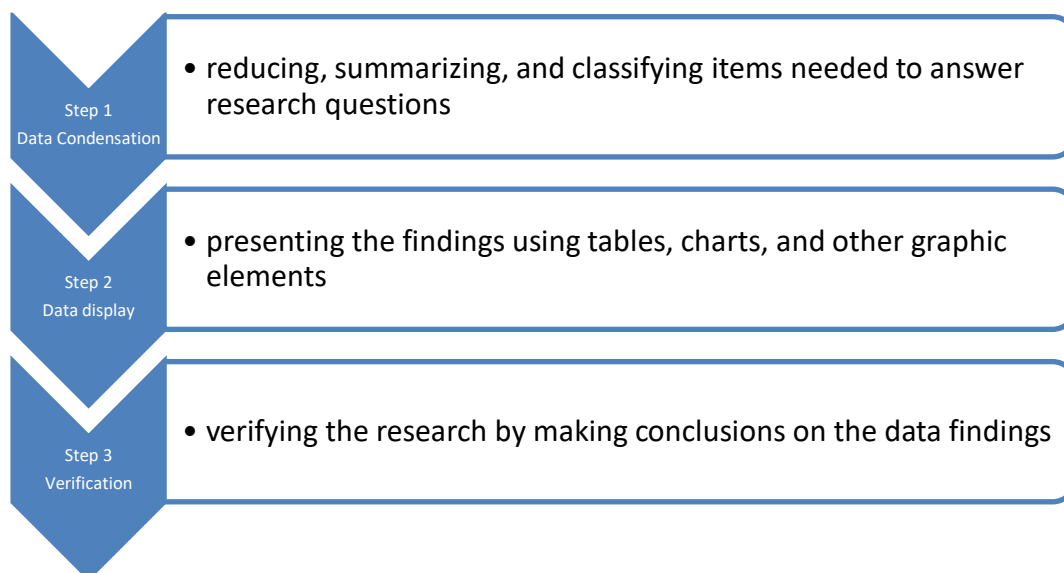 Step 1
Data Condensation
• reducing, summarizing, and classifying items needed to answer
research questions
Step 2
Data display
• presenting the findings using tables, charts, and other graphic
elements
Step 3
Verification
• verifying the research by making conclusions on the data findings